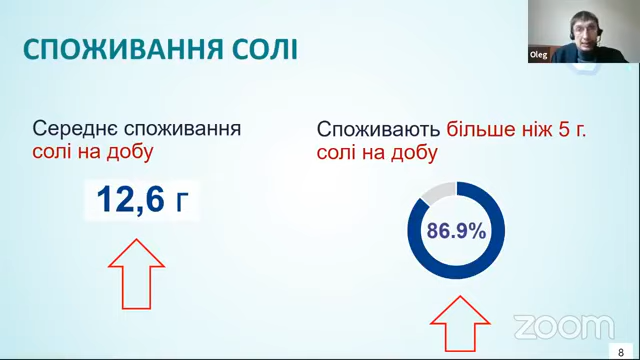 СПОЖИВАННЯ СОЛІ
Oleg
Середнє споживання
солі на добу
12,6 г
Споживають більше ніж 5 г.
солі на добу
86.9%
zoom
8